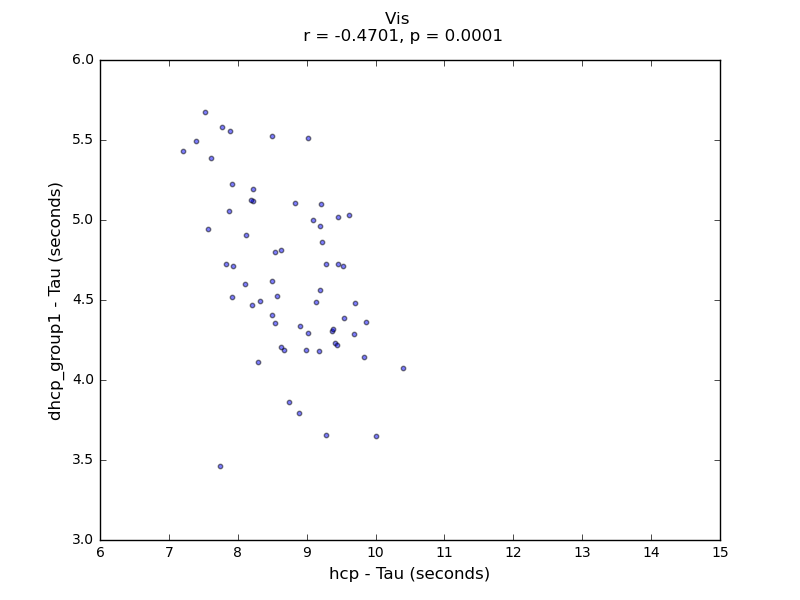 Vis
r = -0.4701, p = 0.0001
6.0
5.5
5.0
4.5
4.0
3.5
3.0
dhcp_group1 - Tau (seconds)
6 7 8 9 10 11 12 13 14 15
hcp - Tau (seconds)